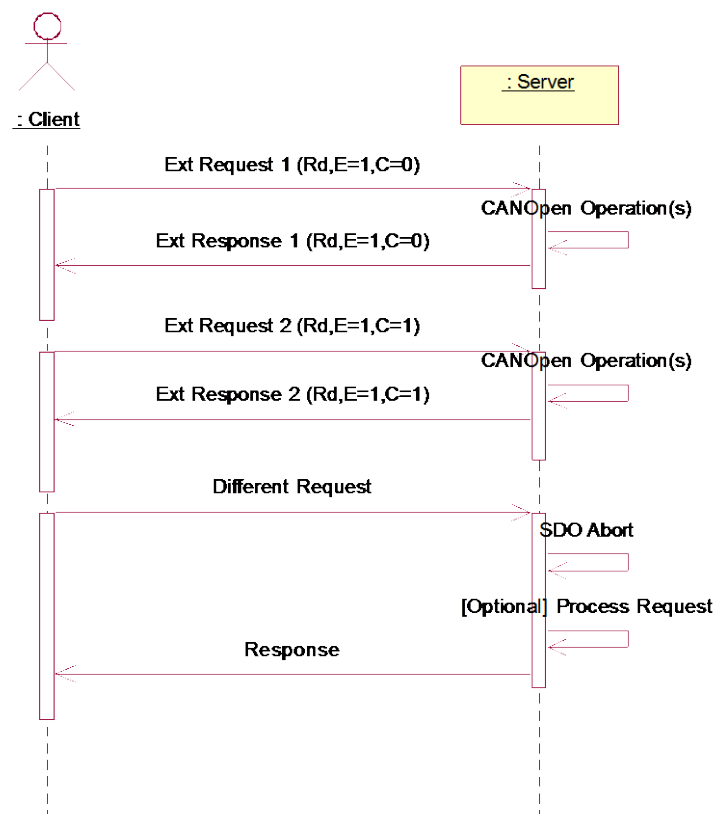 : Client
: Server
Ext Request 1 (Rd,E=1,C=0)
CANOpen Operation(s)
Ext Response 1 (Rd,E=1,C=0)
Ext Request 2 (Rd,E=1,C=1)
CANOpen Operation(s)
Ext Response 2 (Rd,E=1,C=1)
Different Request
SDO Abort
[Optional] Process Request
Response